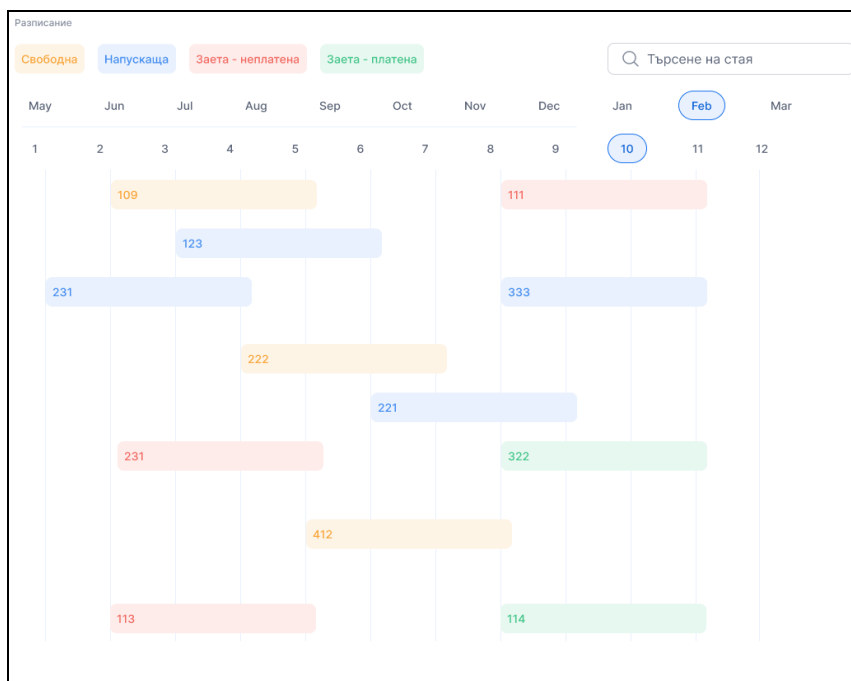 Разписание
Свободна Напускаща Заета - неплатена Заета - платена Търсене на стая
May Jun Jul Aug Sep Oct Nov Dec Jan Feb Mar
1 2 3 4 5 6 7 8 9 10 11 12
109 111
123
231 333
222
221
231 322
412
113 114